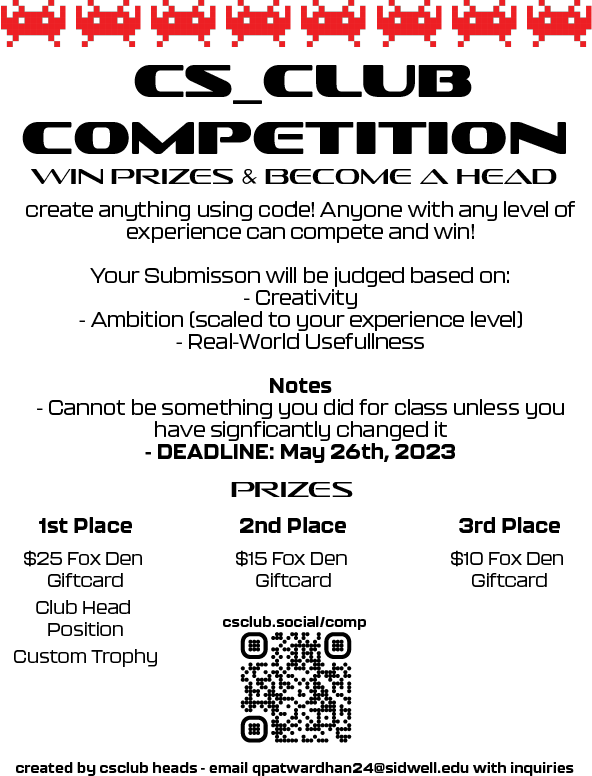 CS_CLUB
COMPETITION
WIN PRIZES & BECOME A HEAD
create anything using code! Anyone with any level of
experience can compete and win!
Your Submisson will be judged based on:
- Creativity
- Ambition (scaled to your experience level)
- Real-World Usefullness
Notes
- Cannot be something you did for class unless you
have signficantly changed it
- DEADLINE: May 26th, 2023
PRIZES
1st Place
$25 Fox Den
Giftcard
Club Head
Position
Custom Trophy
2nd Place
$15 Fox Den
Giftcard
3rd Place
$10 Fox Den
Giftcard
csclub.social/comp
created by csclub heads - email qpatwardhan24@sidwell.edu with inquiries